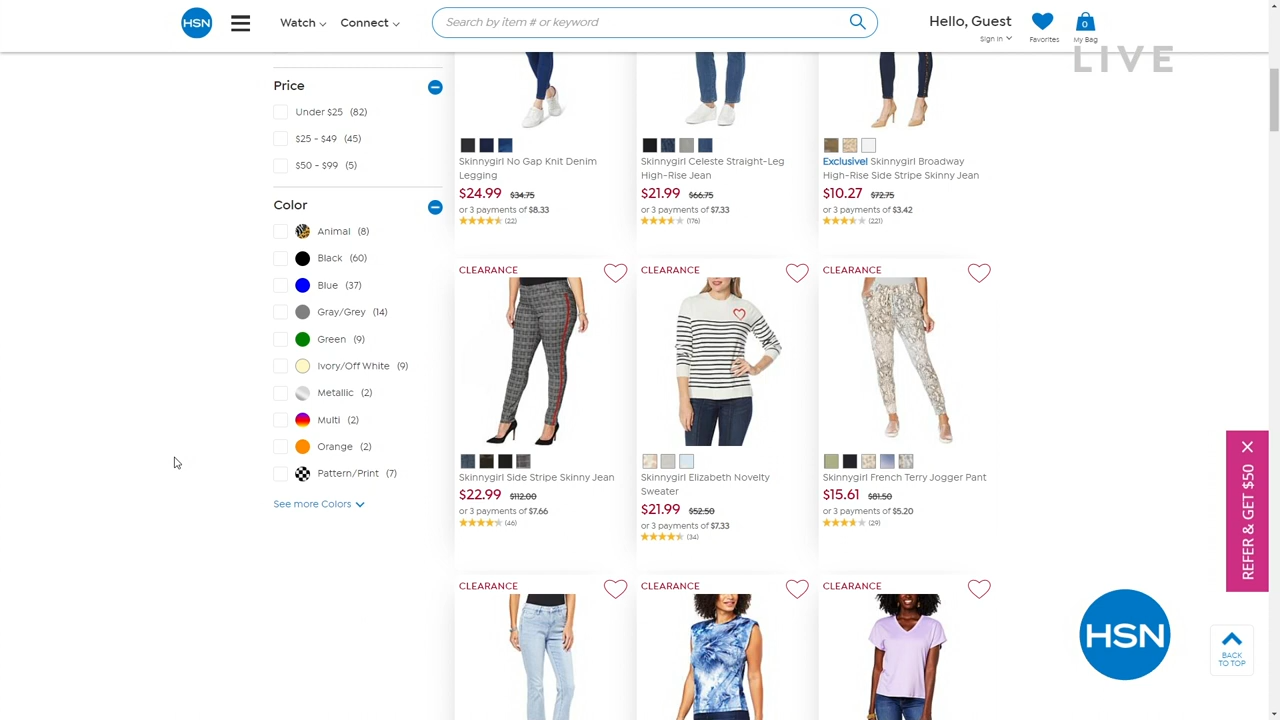 HSN
Watch
Connect
Search by item # or keyword
Hello, Guest
Sign In
Favorites
0
My Bag
LIVE
Price
Under $25 (82)
$25 - $49 (45)
$50 - $99 (5)
Color
Animal (8)
Black (60)
Blue (37)
Gray/Grey (14)
Green (9)
Ivory/Off White (9)
Metallic (2)
Multi (2)
Orange (2)
Pattern/Print (7)
See more Colors
Skinnygirl No Gap Knit Denim
Legging
$24.99 $34.75
or 3 payments of $8.33
(22)
Skinnygirl Celeste Straight-Leg
High-Rise Jean
$21.99 $66.75
or 3 payments of $7.33
(176)
Exclusive! Skinnygirl Broadway
High-Rise Side Stripe Skinny Jean
$10.27 $72.75
or 3 payments of $3.42
(221)
CLEARANCE
Skinnygirl Side Stripe Skinny Jean
$22.99 $112.00
or 3 payments of $7.66
(46)
CLEARANCE
Skinnygirl Elizabeth Novelty
Sweater
$21.99 $52.50
or 3 payments of $7.33
(34)
CLEARANCE
Skinnygirl French Terry Jogger Pant
$15.61 $81.50
or 3 payments of $5.20
(29)
CLEARANCE
CLEARANCE
CLEARANCE
REFER & GET $50
HSN
BACK
TO TOP